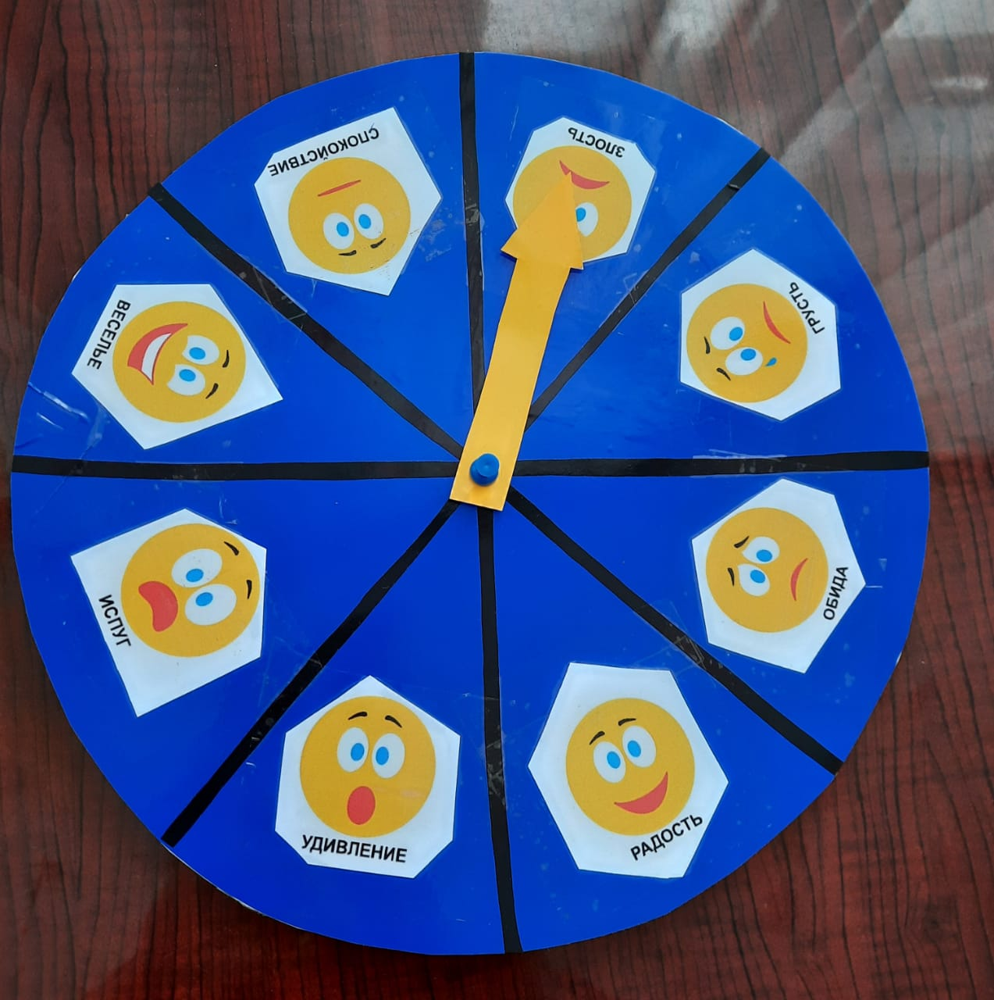 СПОКОЙСТВИЕ
ЗЛОСТЬ
ГРУСТЬ
ОБИДА
РАДОСТЬ
УДИВЛЕНИЕ
ИСПУГ
ВЕСЕЛЬЕ